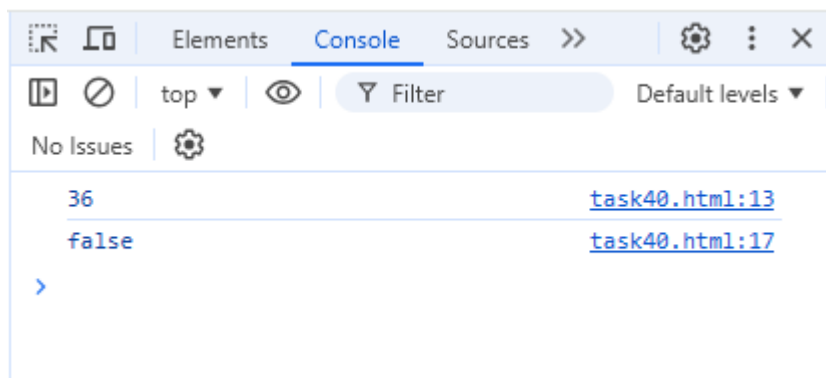 Elements Console Sources
top Filter Default levels
No Issues
36 task40.html:13
false task40.html:17